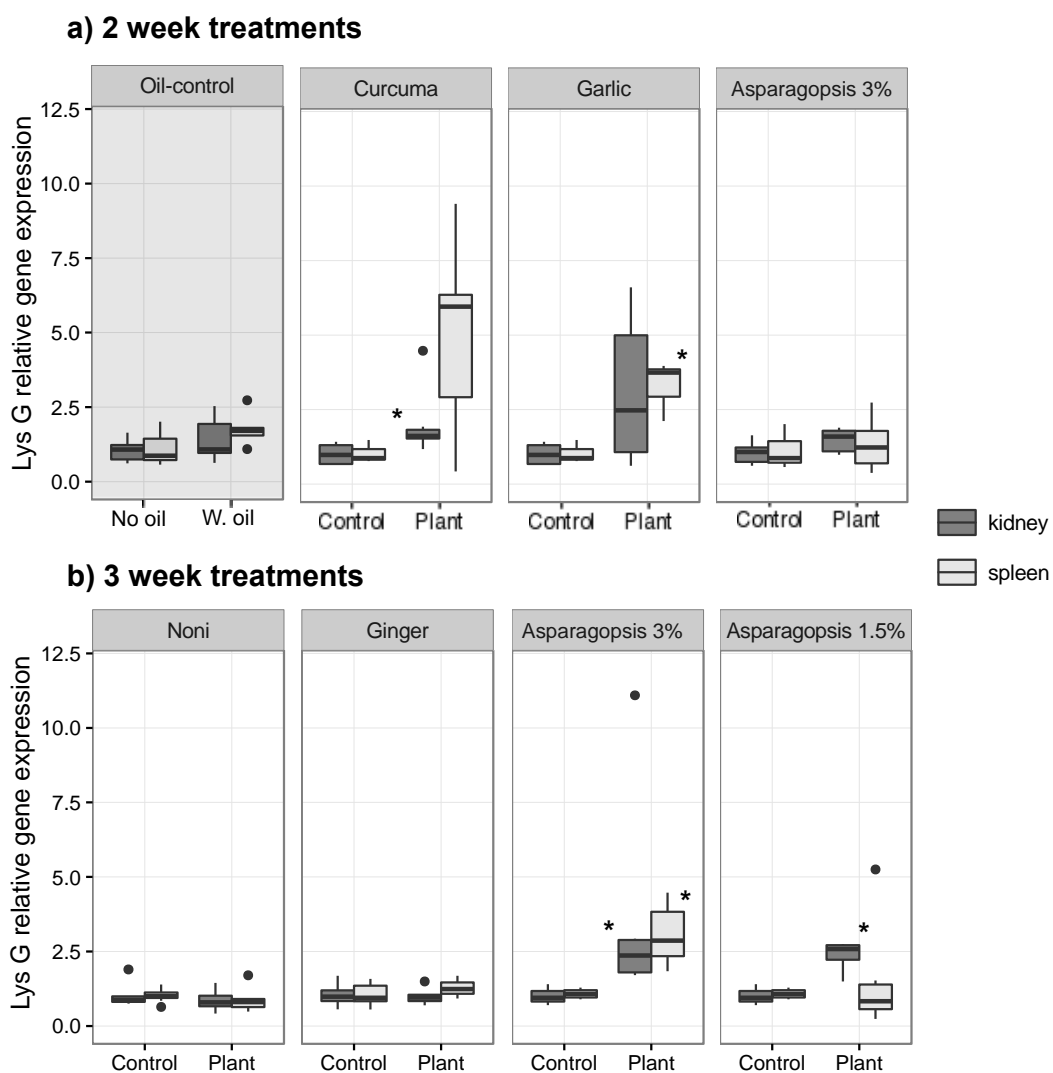 a) 2 week treatments
Oil-control Curcuma Garlic Asparagopsis 3%
Lys G relative gene expression
12.5
10.0
7.5
5.0
2.5
0.0
* *
No oil W. oil Control Plant Control Plant Control Plant
kidney
spleen
b) 3 week treatments
Noni Ginger Asparagopsis 3% Asparagopsis 1.5%
Lys G relative gene expression
12.5
10.0
7.5
5.0
2.5
0.0
* * *
Control Plant Control Plant Control Plant Control Plant